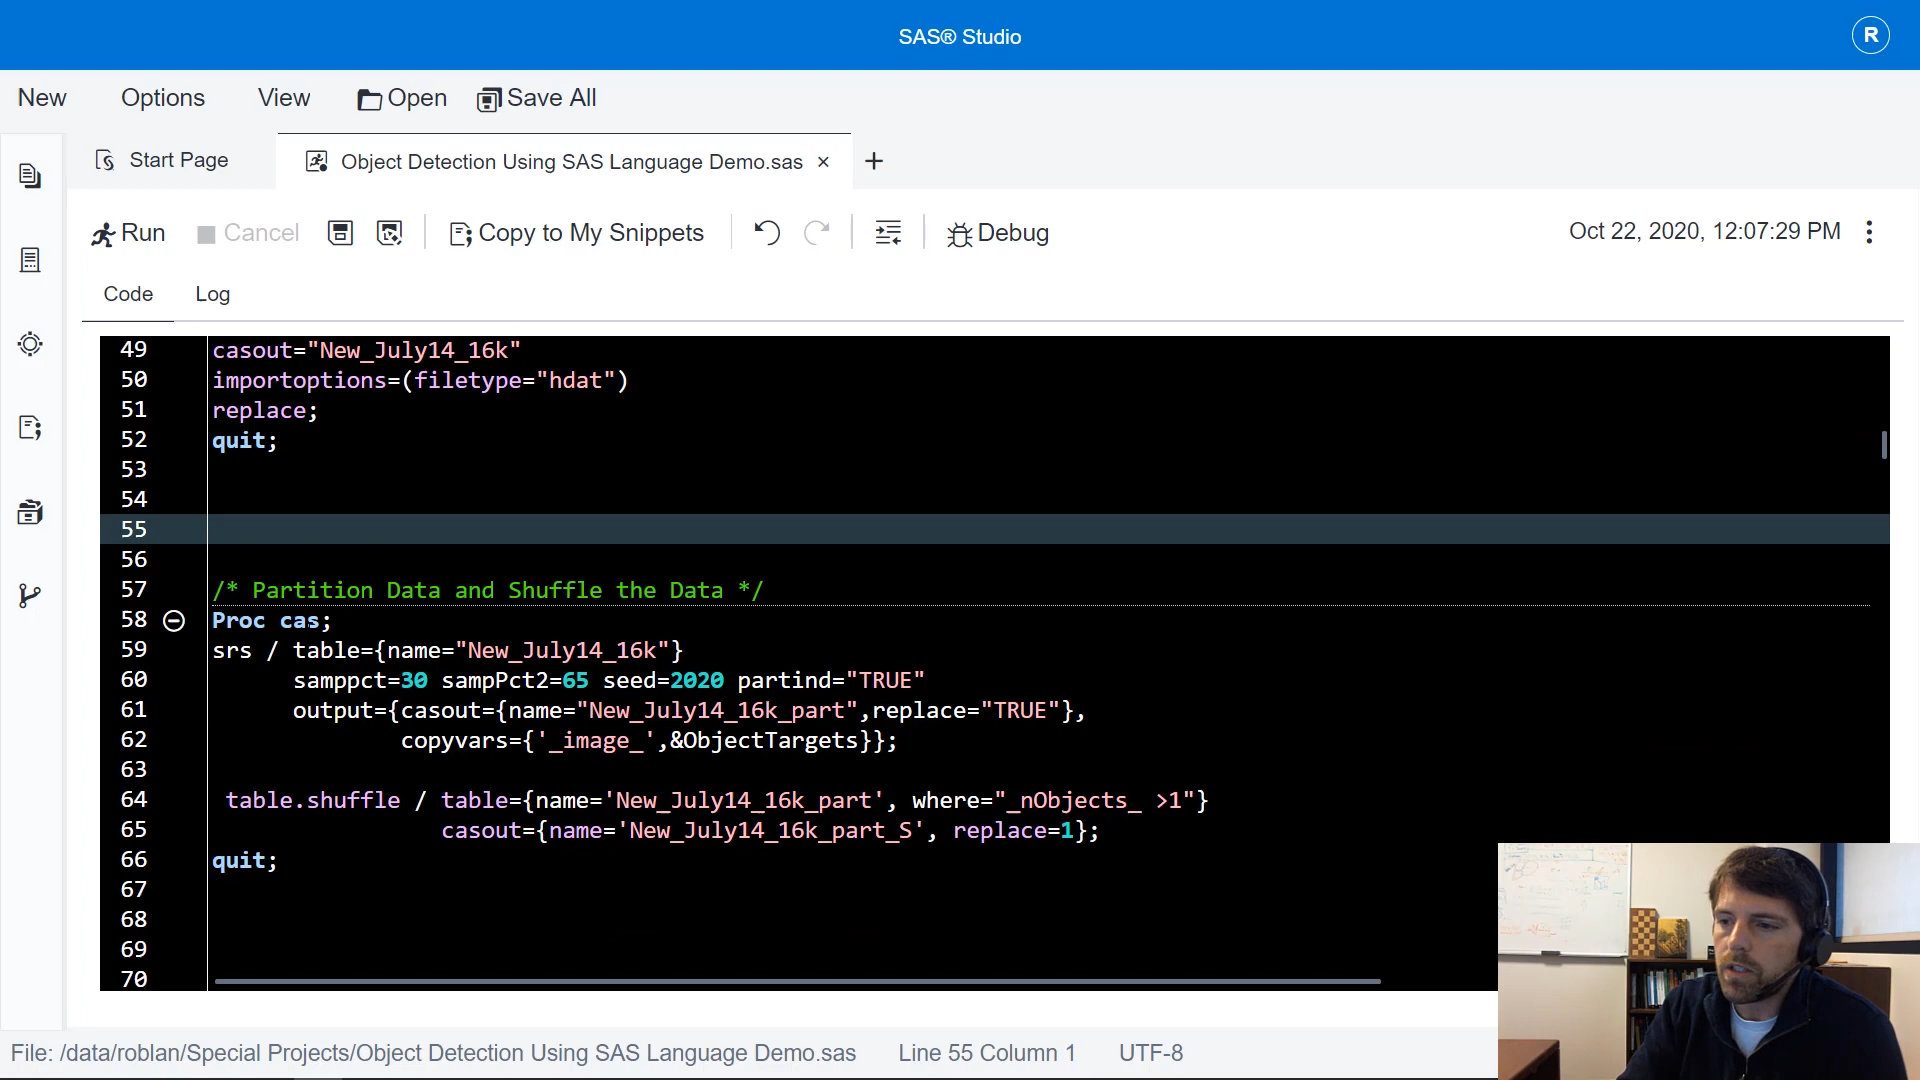 SAS® Studio
R
New Options View Open Save All
Start Page Object Detection Using SAS Language Demo.sas × +
Run Cancel Copy to My Snippets Debug Oct 22, 2020, 12:07:29 PM
Code Log
49 casout="New_July14_16k"
50 importoptions=(filetype="hdat")
51 replace;
52 quit;
53
54
55
56
57 /* Partition Data and Shuffle the Data */
58 Proc cas;
59 srs / table={name="New_July14_16k"}
60 samppct=30 sampPct2=65 seed=2020 partind="TRUE"
61 output={casout={name="New_July14_16k_part",replace="TRUE"},
62 copyvars={'_image_',&ObjectTargets}};
63
64 table.shuffle / table={name='New_July14_16k_part', where="_nObjects_ >1"}
65 casout={name='New_July14_16k_part_S', replace=1};
66 quit;
67
68
69
70
File: /data/roblan/Special Projects/Object Detection Using SAS Language Demo.sas Line 55 Column 1 UTF-8